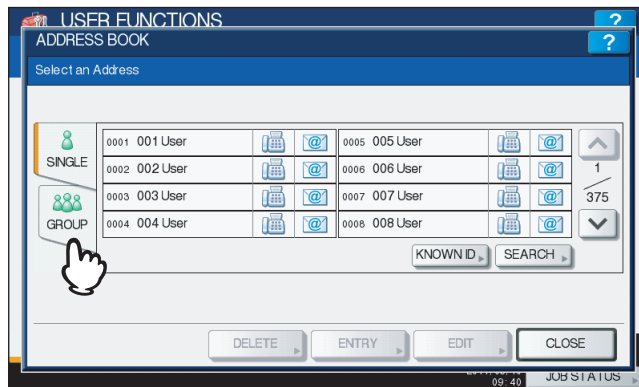 USER FUNCTIONS ?
ADDRESS BOOK ?
Select an Address
SINGLE
GROUP
0001 001 User @ 0005 005 User @
0002 002 User @ 0006 006 User @
0003 003 User @ 0007 007 User @
0004 004 User @ 0008 008 User @
1
375
KNOWN ID SEARCH
DELETE ENTRY EDIT CLOSE
09:40 JOB STATUS